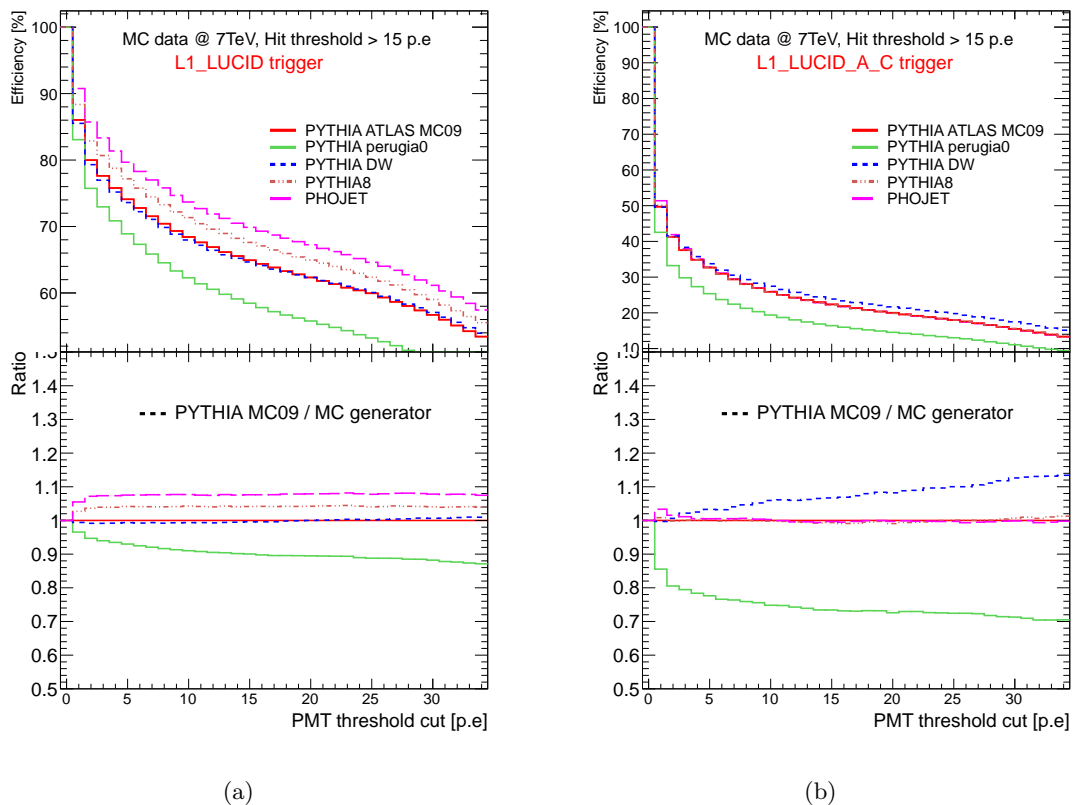 Efficiency [%]
100
90
80
70
60
MC data @ 7TeV, Hit threshold > 15 p.e
L1_LUCID trigger
PYTHIA ATLAS MC09
PYTHIA perugia0
PYTHIA DW
PYTHIA8
PHOJET
Ratio
1.5
1.4
1.3
1.2
1.1
1
0.9
0.8
0.7
0.6
0.5
PYTHIA MC09 / MC generator
0 5 10 15 20 25 30
PMT threshold cut [p.e]
(a)
Efficiency [%]
100
90
80
70
60
50
40
30
20
10
MC data @ 7TeV, Hit threshold > 15 p.e
L1_LUCID_A_C trigger
PYTHIA ATLAS MC09
PYTHIA perugia0
PYTHIA DW
PYTHIA8
PHOJET
Ratio
1.5
1.4
1.3
1.2
1.1
1
0.9
0.8
0.7
0.6
0.5
PYTHIA MC09 / MC generator
0 5 10 15 20 25 30
PMT threshold cut [p.e]
(b)